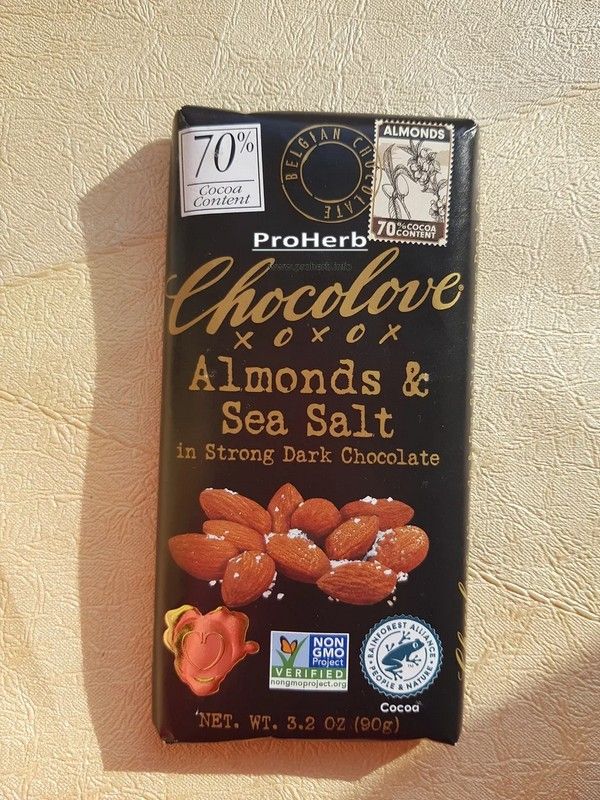 70%
Cocoa
Content
BELGIAN CHOCOLATE
ALMONDS
70% COCOA
CONTENT
ProHerb
www.proherb.info
Chocolove
XOXOX
Almonds &
Sea Salt
in Strong Dark Chocolate
NON
GMO
Project
VERIFIED
nongmoproject.org
RAINFOREST ALLIANCE
PEOPLE & NATURE
TM
Cocoa
NET. WT. 3.2 OZ (90g)